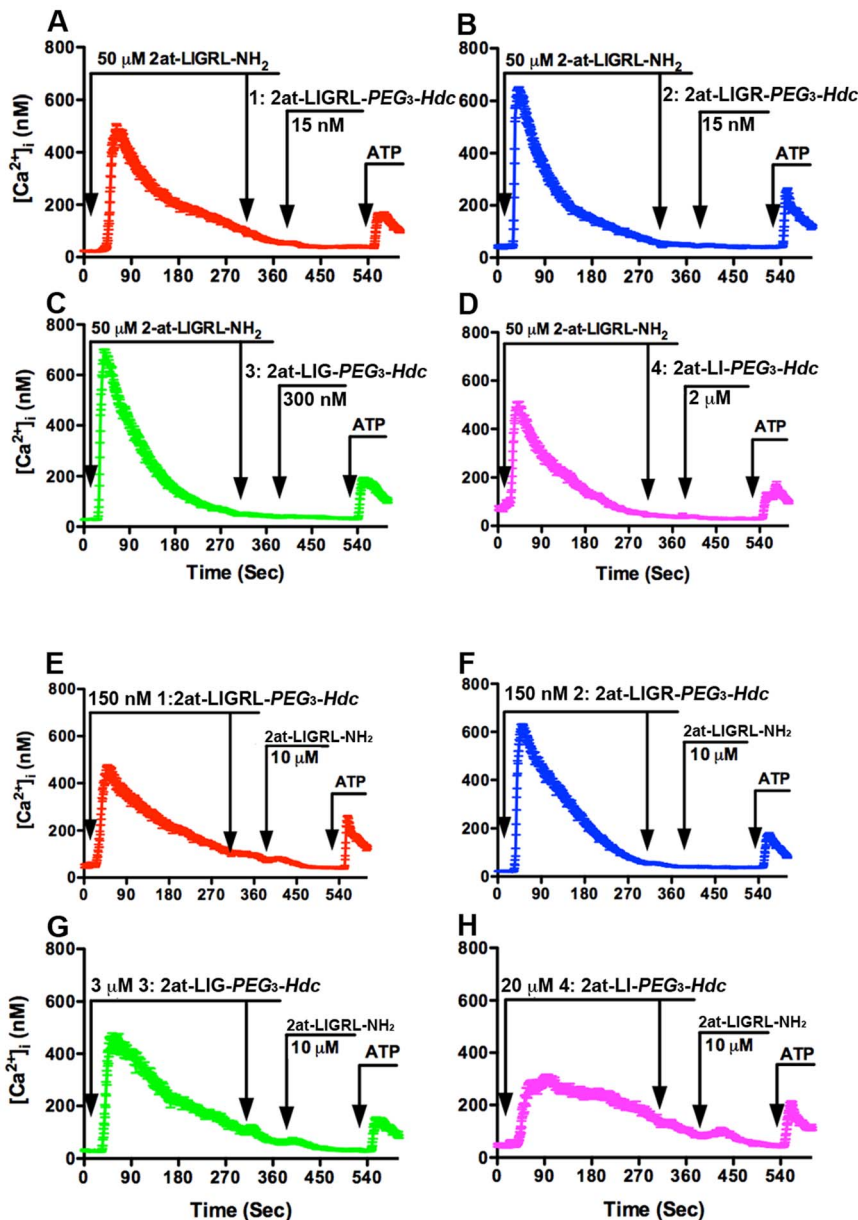 A
50 μM 2at-LIGRL-NH2
1: 2at-LIGRL-PEG3-Hdc
15 nM
ATP
[Ca2+]i (nM)
800
600
400
200
0
0 90 180 270 360 450 540
B
50 μM 2-at-LIGRL-NH2
2: 2at-LIGR-PEG3-Hdc
15 nM
ATP
800
600
400
200
0
0 90 180 270 360 450 540
C
50 μM 2-at-LIGRL-NH2
3: 2at-LIG-PEG3-Hdc
300 nM
ATP
[Ca2+]i (nM)
800
600
400
200
0
0 90 180 270 360 450 540
Time (Sec)
D
50 μM 2-at-LIGRL-NH2
4: 2at-LI-PEG3-Hdc
2 μM
ATP
800
600
400
200
0
0 90 180 270 360 450 540
Time (Sec)
E
150 nM 1:2at-LIGRL-PEG3-Hdc
2at-LIGRL-NH2
10 μM
ATP
[Ca2+]i (nM)
800
600
400
200
0
0 90 180 270 360 450 540
F
150 nM 2: 2at-LIGR-PEG3-Hdc
2at-LIGRL-NH2
10 μM
ATP
800
600
400
200
0
0 90 180 270 360 450 540
G
3 μM 3: 2at-LIG-PEG3-Hdc
2at-LIGRL-NH2
10 μM
ATP
[Ca2+]i (nM)
800
600
400
200
0
0 90 180 270 360 450 540
Time (Sec)
H
20 μM 4: 2at-LI-PEG3-Hdc
2at-LIGRL-NH2
10 μM
ATP
800
600
400
200
0
0 90 180 270 360 450 540
Time (Sec)